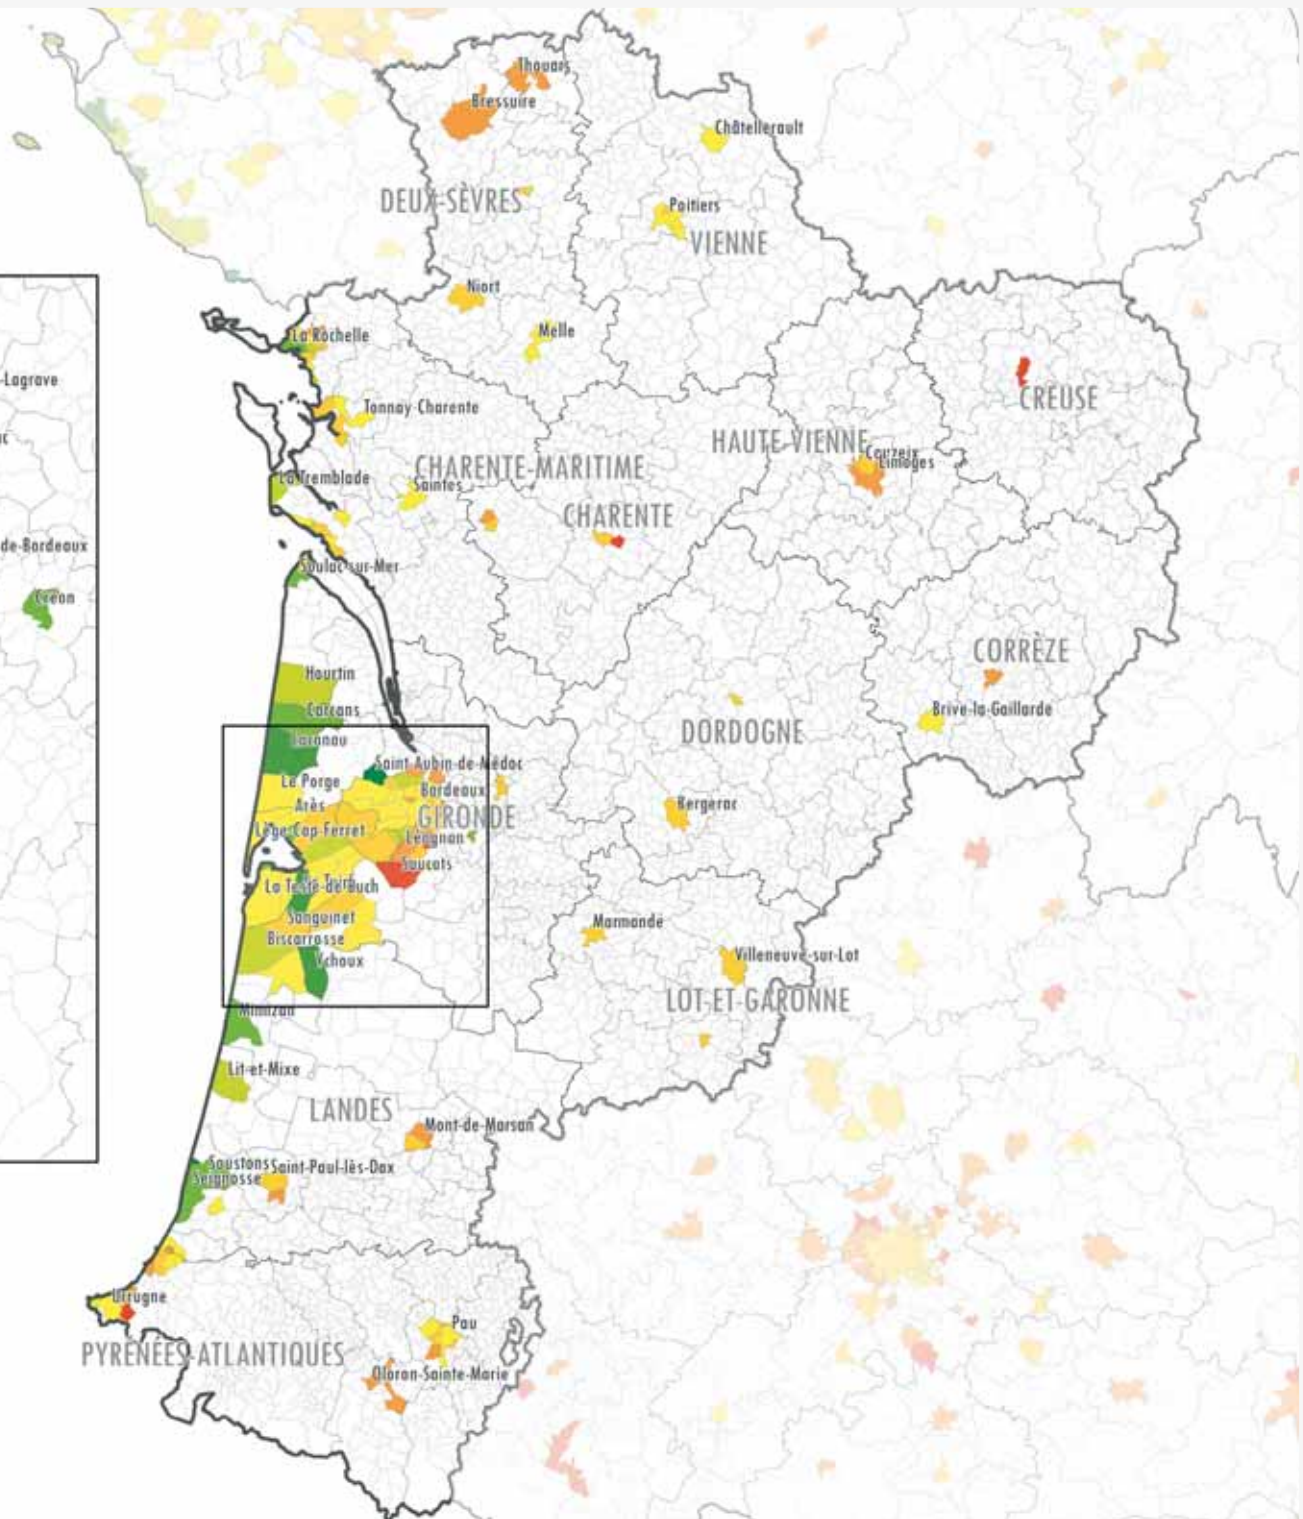 Thouars
Bressuire
Châtellerault
DEUX-SÈVRES
Poitiers
VIENNE
Niort
Melle
La Rochelle
-Lagrave
CREUSE
Tonnay-Charente
HAUTE-VIENNE
Couzeix
Limoges
CHARENTE-MARITIME
La Tremblade
Saintes
CHARENTE
de-Bordeaux
Soulac-sur-Mer
Créon
CORRÈZE
Hourtin
Brive-la-Gaillarde
Carcans
DORDOGNE
Lacanau
Saint-Aubin-de-Médoc
Le Porge
Bordeaux
Arès
GIRONDE
Bergerac
Lège-Cap-Ferret
Léognan
Saucats
La Teste-de-Buch
Sanguinet
Marmande
Biscarrosse
Villeneuve-sur-Lot
Ychoux
LOT-ET-GARONNE
Mimizan
Lit-et-Mixe
LANDES
Mont-de-Marsan
Soustons
Saint-Paul-lès-Dax
Seignosse
Urrugne
Pau
PYRÉNÉES-ATLANTIQUES
Oloron-Sainte-Marie